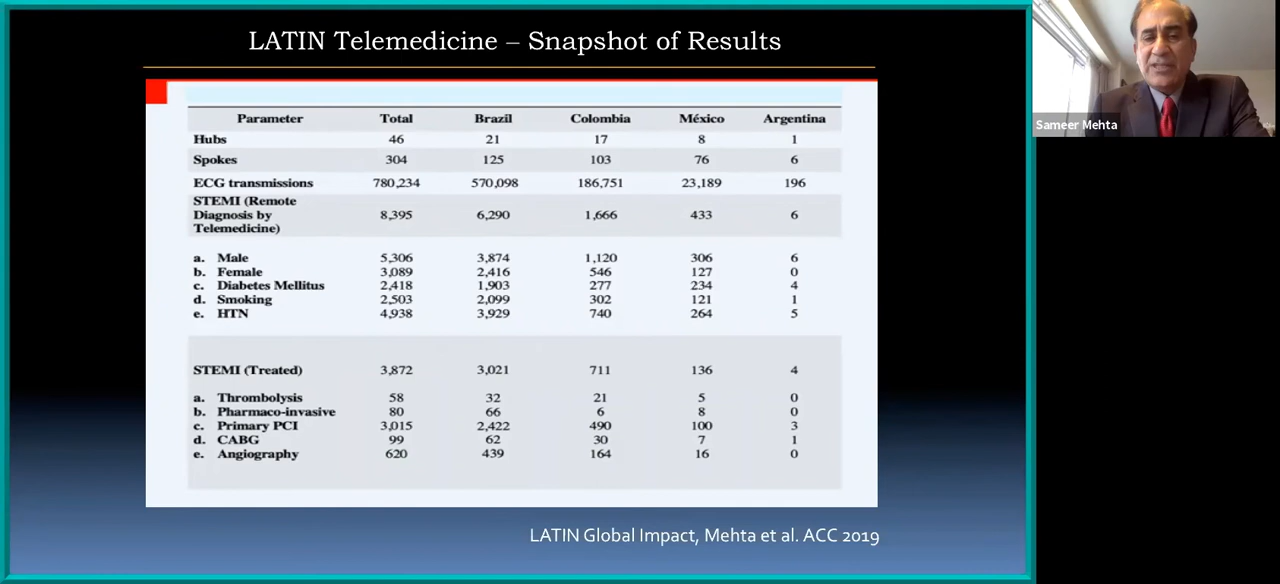 LATIN Telemedicine – Snapshot of Results
Sameer Mehta
Parameter Total Brazil Colombia México Argentina
Hubs 46 21 17 8 1
Spokes 304 125 103 76 6
ECG transmissions 780,234 570,098 186,751 23,189 196
STEMI (Remote
Diagnosis by 8,395 6,290 1,666 433 6
Telemedicine)
a. Male 5,306 3,874 1,120 306 6
b. Female 3,089 2,416 546 127 0
c. Diabetes Mellitus 2,418 1,903 277 234 4
d. Smoking 2,503 2,099 302 121 1
e. HTN 4,938 3,929 740 264 5
STEMI (Treated) 3,872 3,021 711 136 4
a. Thrombolysis 58 32 21 5 0
b. Pharmaco-invasive 80 66 6 8 0
c. Primary PCI 3,015 2,422 490 100 3
d. CABG 99 62 30 7 1
e. Angiography 620 439 164 16 0
LATIN Global Impact, Mehta et al. ACC 2019